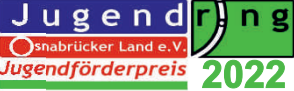 Jugendring
Osnabrücker Land e.V.
Jugendförderpreis
2022